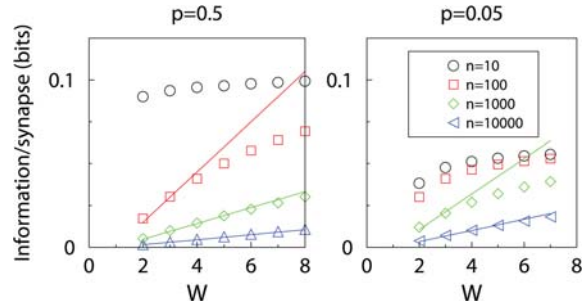 p=0.5
p=0.05
Information/synapse (bits)
0.1
0
0 2 4 6 8
W
0.1
0
0 2 4 6 8
W
n=10
n=100
n=1000
n=10000